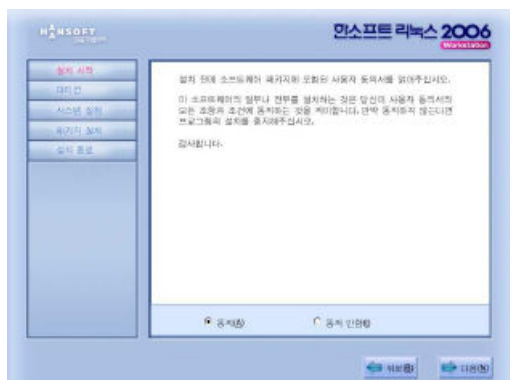 HANSOFT
한소프트 리눅스 2006
Workstation
설치 시작
파티션
시스템 설정
패키지 설치
설치 종료
설치 전에 소프트웨어 패키지에 포함된 사용자 동의서를 읽어주십시오.
이 소프트웨어의 일부나 전부를 설치하는 것은 당신이 사용자 동의서의
모든 조항과 조건에 동의하는 것을 의미합니다. 만약 동의하지 않는다면
프로그램의 설치를 중지해주십시오.
감사합니다.
동의(A)
동의 안함
뒤로(B)
다음(N)